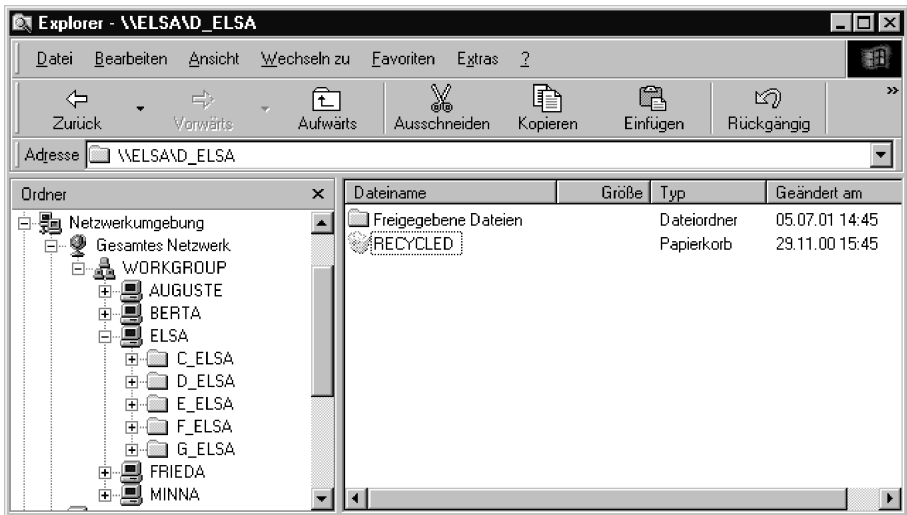 Explorer - \\ELSA\D_ELSA
Datei Bearbeiten Ansicht Wechseln zu Favoriten Extras ?
Zurück Vorwärts Aufwärts Ausschneiden Kopieren Einfügen Rückgängig »
Adresse \\ELSA\D_ELSA
Ordner
Netzwerkumgebung
Gesamtes Netzwerk
WORKGROUP
AUGUSTE
BERTA
ELSA
C_ELSA
D_ELSA
E_ELSA
F_ELSA
G_ELSA
FRIEDA
MINNA
Dateiname Größe Typ Geändert am
Freigegebene Dateien Dateiordner 05.07.01 14:45
RECYCLED Papierkorb 29.11.00 15:45